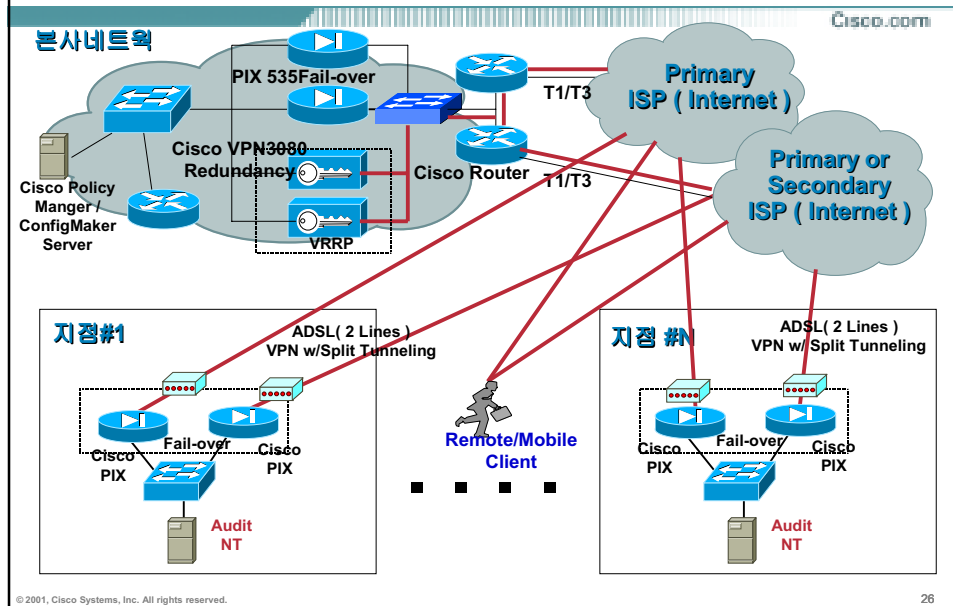 Cisco.com
본사네트웍
PIX 535Fail-over
Cisco VPN3080
Redundancy
VRRP
Cisco Policy
Manger /
ConfigMaker
Server
Cisco Router
T1/T3
T1/T3
Primary
ISP ( Internet )
Primary or
Secondary
ISP ( Internet )
지점#1
ADSL( 2 Lines )
VPN w/Split Tunneling
Cisco
PIX
Fail-over
Cisco
PIX
Audit
NT
Remote/Mobile
Client
지점 #N
ADSL( 2 Lines )
VPN w/ Split Tunneling
Cisco
PIX
Fail-over
Cisco
PIX
Audit
NT
© 2001, Cisco Systems, Inc. All rights reserved.
26